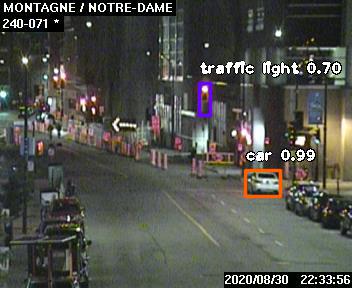 MONTAGNE / NOTRE-DAME
240-071 *
traffic light 0.70
car 0.99
2020/08/30 22:33:56